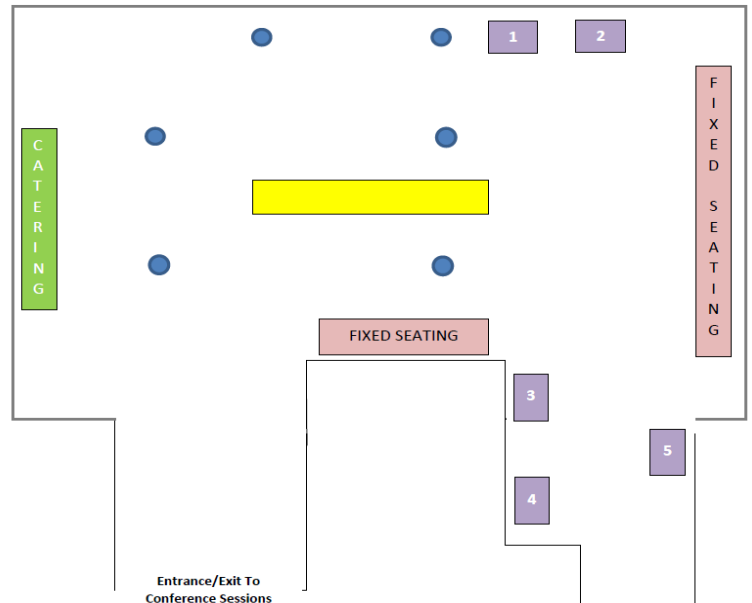 1
2
FIXED SEATING
CATERING
FIXED SEATING
3
5
4
Entrance/Exit To
Conference Sessions